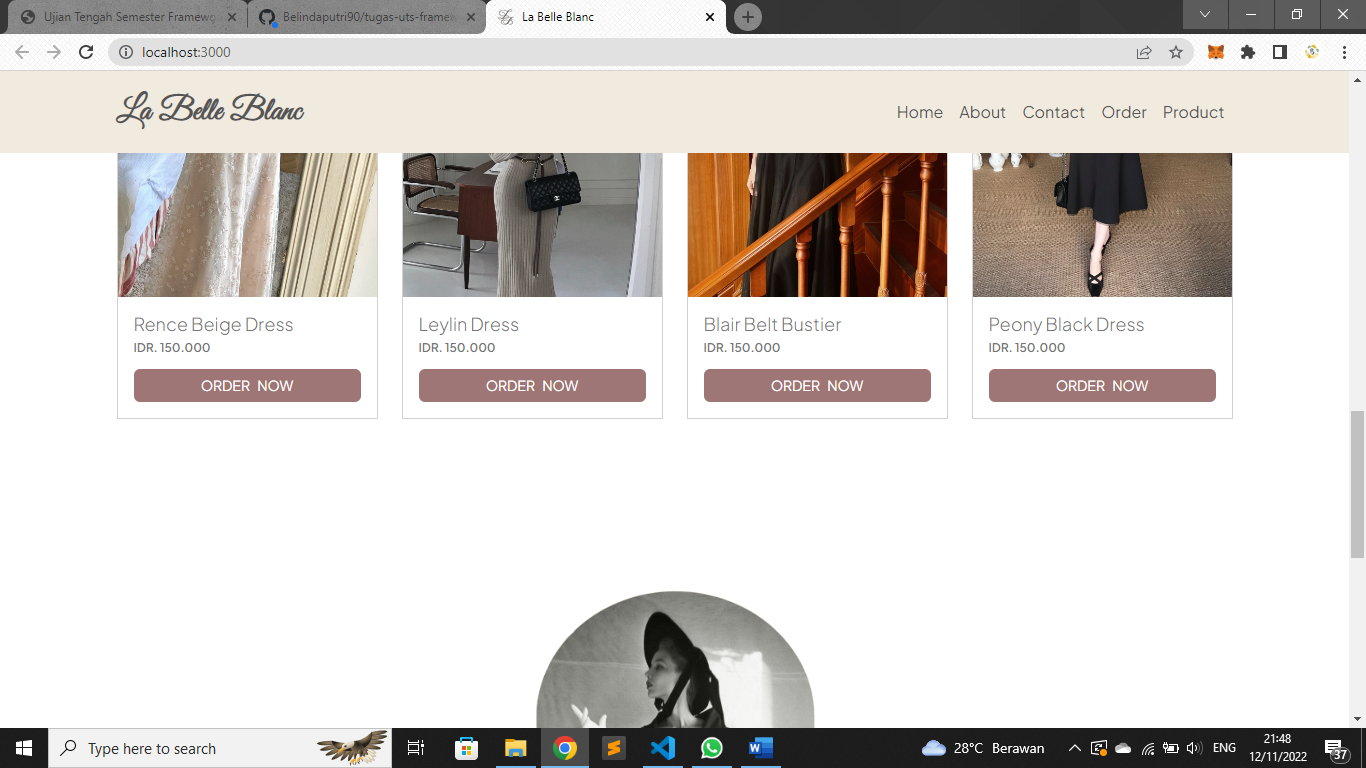 Ujian Tengah Semester Framewo
Belindaputri90/tugas-uts-framew
La Belle Blanc
localhost:3000
La Belle Blanc
Home About Contact Order Product
Rence Beige Dress
IDR. 150.000
ORDER NOW
Leylin Dress
IDR. 150.000
ORDER NOW
Blair Belt Bustier
IDR. 150.000
ORDER NOW
Peony Black Dress
IDR. 150.000
ORDER NOW
Type here to search
28°C Berawan
ENG
21:48
12/11/2022
37